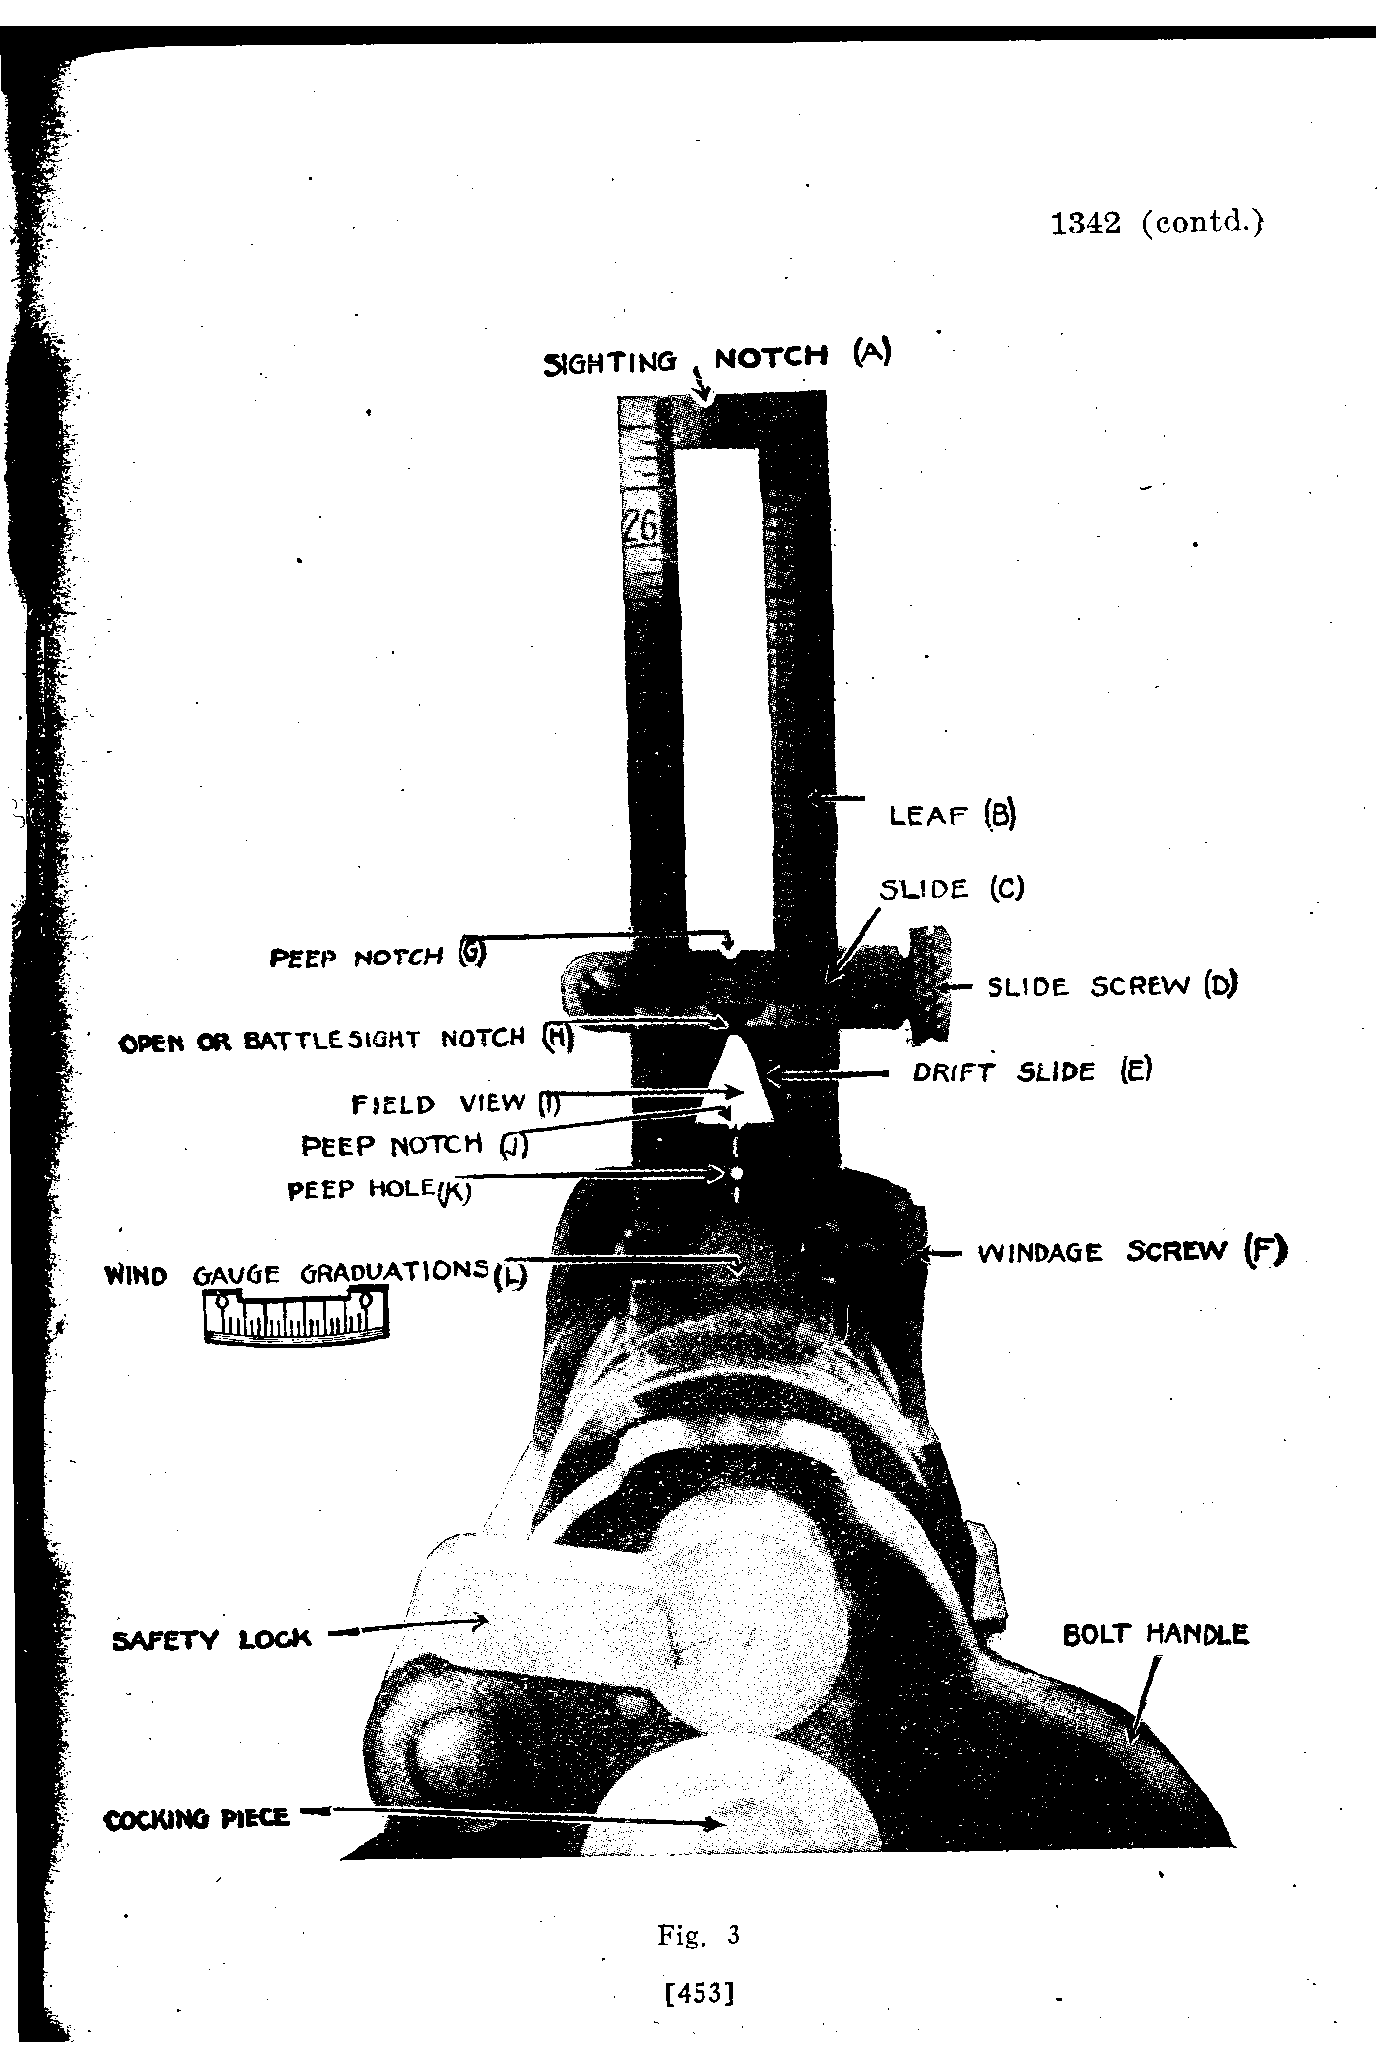 1342 (contd.)
SIGHTING NOTCH (A)
26
LEAF (B)
SLIDE (C)
PEEP NOTCH (G)
SLIDE SCREW (D)
OPEN OR BATTLESIGHT NOTCH (H)
DRIFT SLIDE (E)
FIELD VIEW (I)
PEEP NOTCH (J)
PEEP HOLE (K)
WINDAGE SCREW (F)
WIND GAUGE GRADUATIONS (L)
SAFETY LOCK
BOLT HANDLE
COCKING PIECE
Fig. 3
[453]